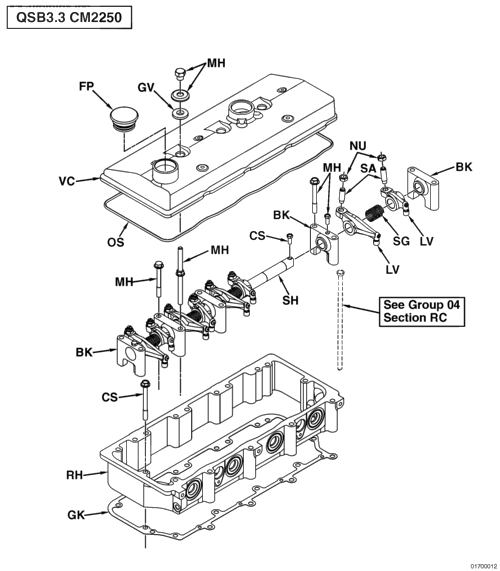 QSB3.3 CM2250
MH
FP
GV
NU
MH
SA
BK
VC
BK
CS
OS
SG
LV
MH
LV
MH
SH
See Group 04
Section RC
BK
CS
RH
GK
01700012